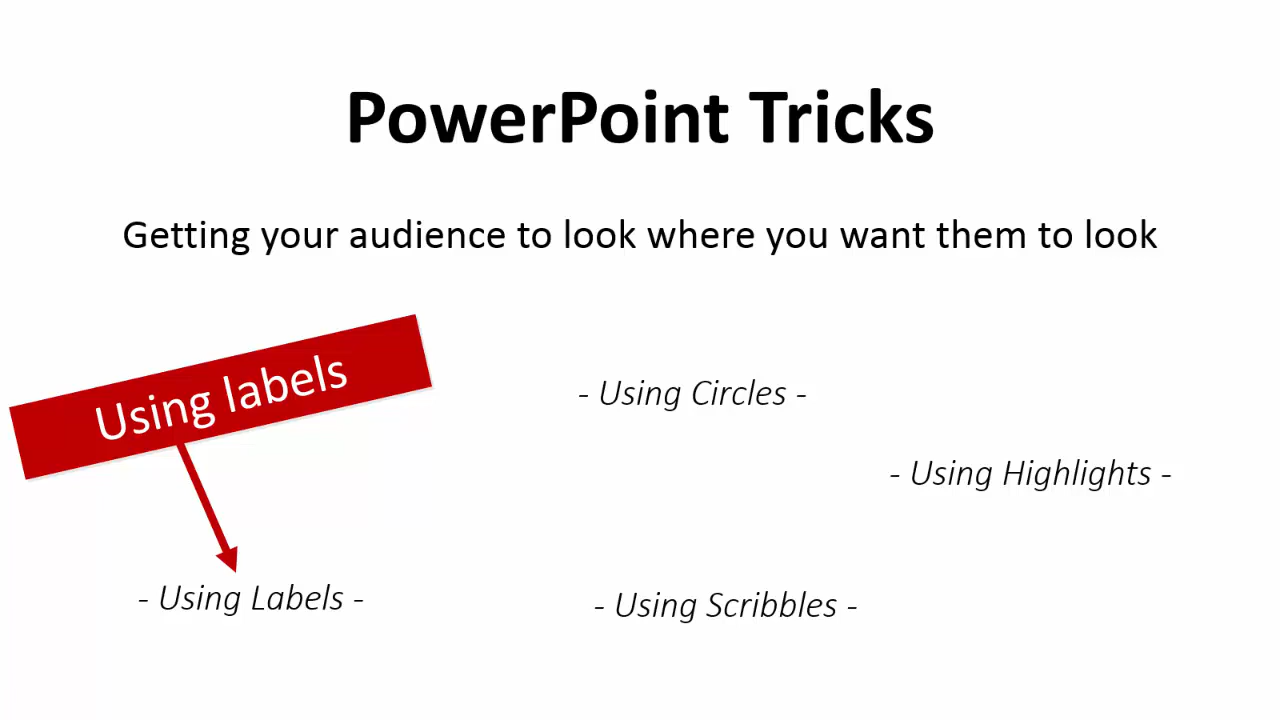 PowerPoint Tricks
Getting your audience to look where you want them to look
Using labels
- Using Circles -
- Using Highlights -
- Using Labels -
- Using Scribbles -